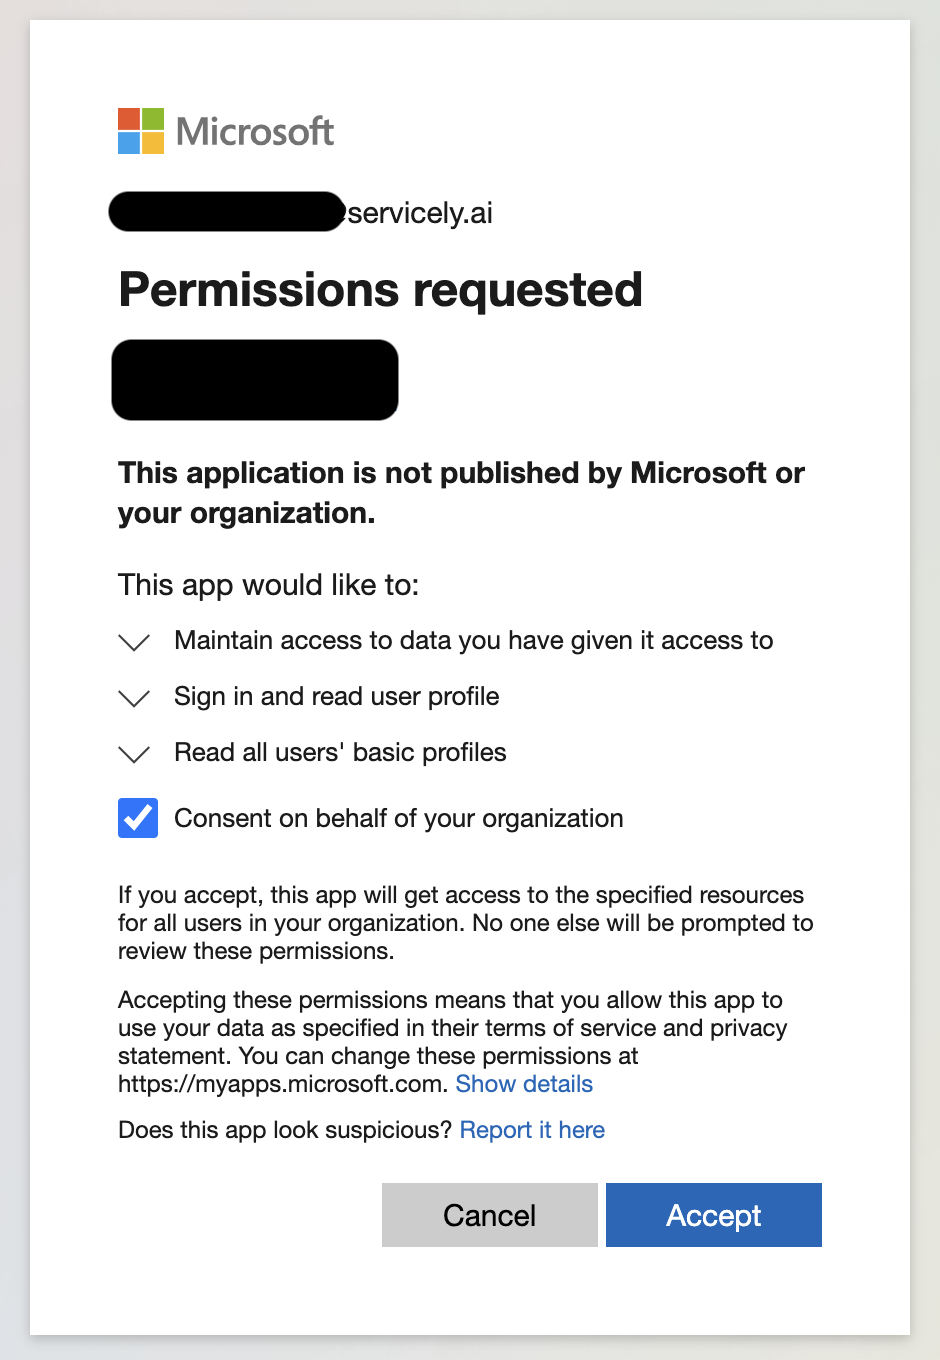 Microsoft
servicely.ai
Permissions requested
This application is not published by Microsoft or
your organization.
This app would like to:
Maintain access to data you have given it access to
Sign in and read user profile
Read all users' basic profiles
Consent on behalf of your organization
If you accept, this app will get access to the specified resources
for all users in your organization. No one else will be prompted to
review these permissions.
Accepting these permissions means that you allow this app to
use your data as specified in their terms of service and privacy
statement. You can change these permissions at
https://myapps.microsoft.com. Show details
Does this app look suspicious? Report it here
Cancel Accept